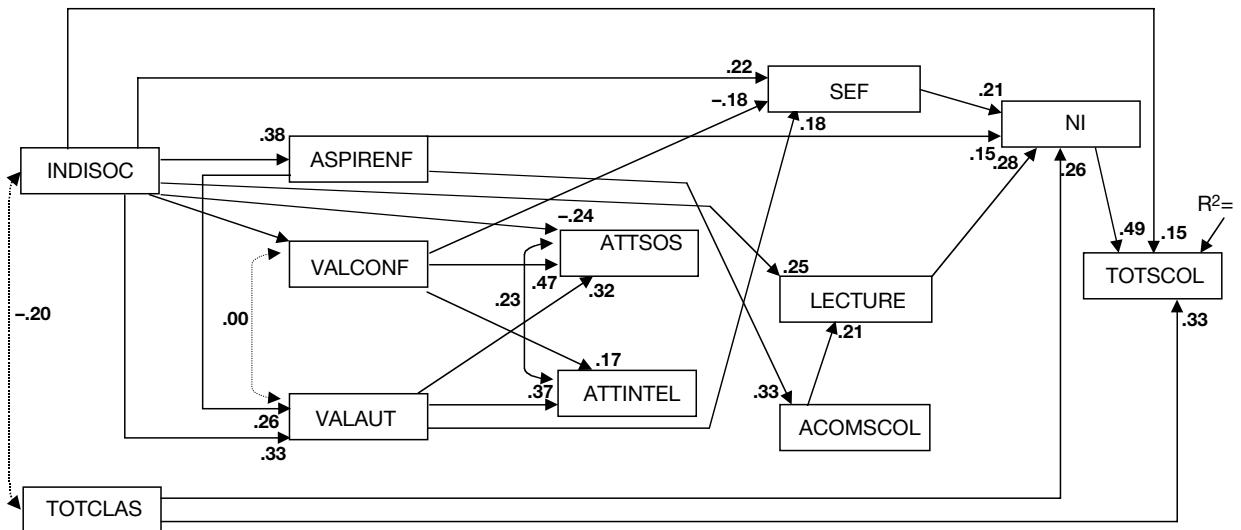 .22
SEF
–.18
.21
.18
NI
.38
ASPIRENF
.15
.28
.26
INDISOC
R²=
–.24
.49
.15
ATTSOS
VALCONF
TOTSCOL
.25
.47
.32
LECTURE
.23
–.20
.00
.21
.33
.17
ATTINTEL
.37
.33
VALAUT
.26
ACOMSCOL
.33
TOTCLAS